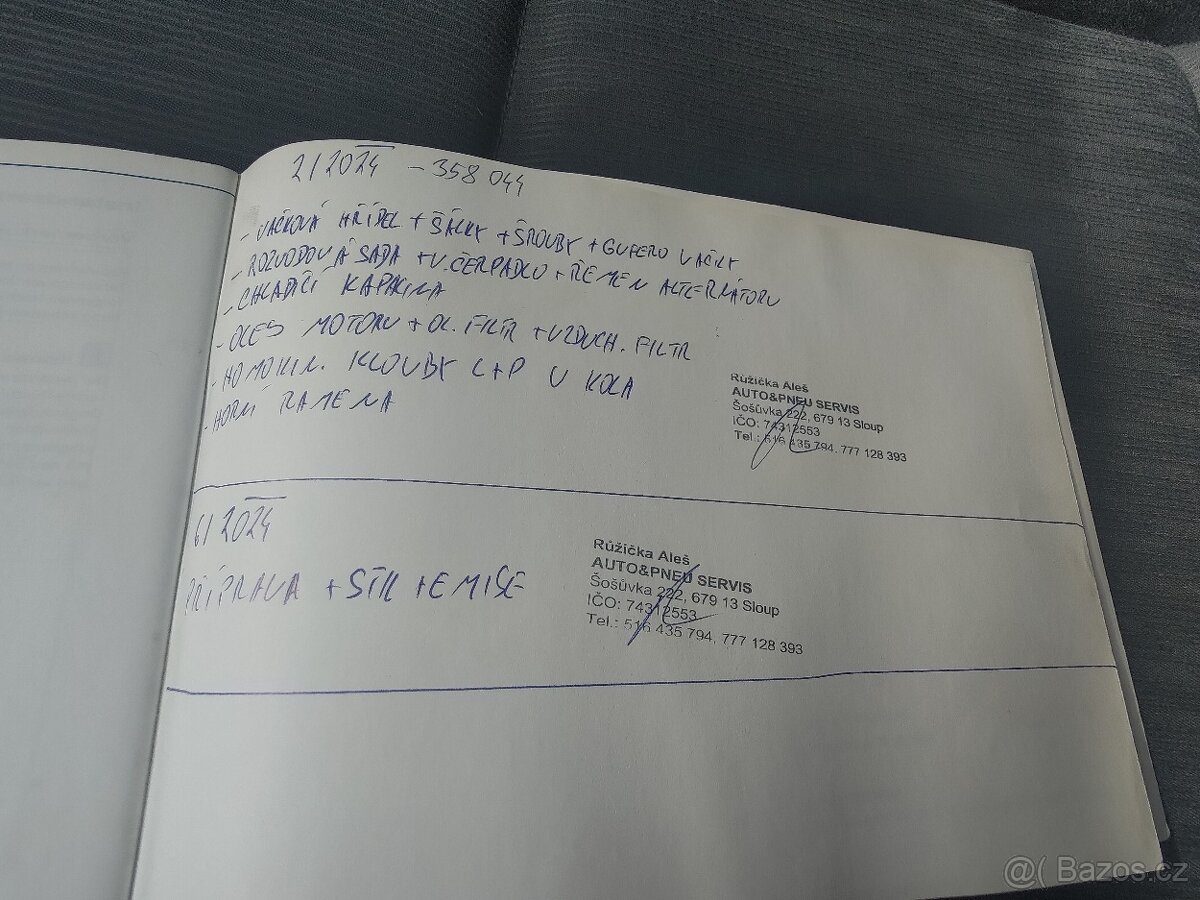 2/2024 - 358 044
- VAČKOVÁ HŘÍDEL + ŠÁLKY + ŠROUBY + GUFERO VAČKY
- ROZVODOVÁ SADA + V. ČERPADLO + ŘEMEN ALTERNÁTORU
- CHLADÍCÍ KAPALINA
- OLEJ MOTORU + OL. FILTR + VZDUCH. FILTR
- HOMOKIN. KLOUBY L+P U KOLA
- HORNÍ RAMENA
Růžička Aleš
AUTO&PNEU SERVIS
Šošůvka 222, 679 13 Sloup
IČO: 74312553
Tel.: 516 435 794, 777 128 393
6/2024
PŘÍPRAVA + STK + EMISE
Růžička Aleš
AUTO&PNEU SERVIS
Šošůvka 222, 679 13 Sloup
IČO: 74312553
Tel.: 516 435 794, 777 128 393
@( Bazos.cz